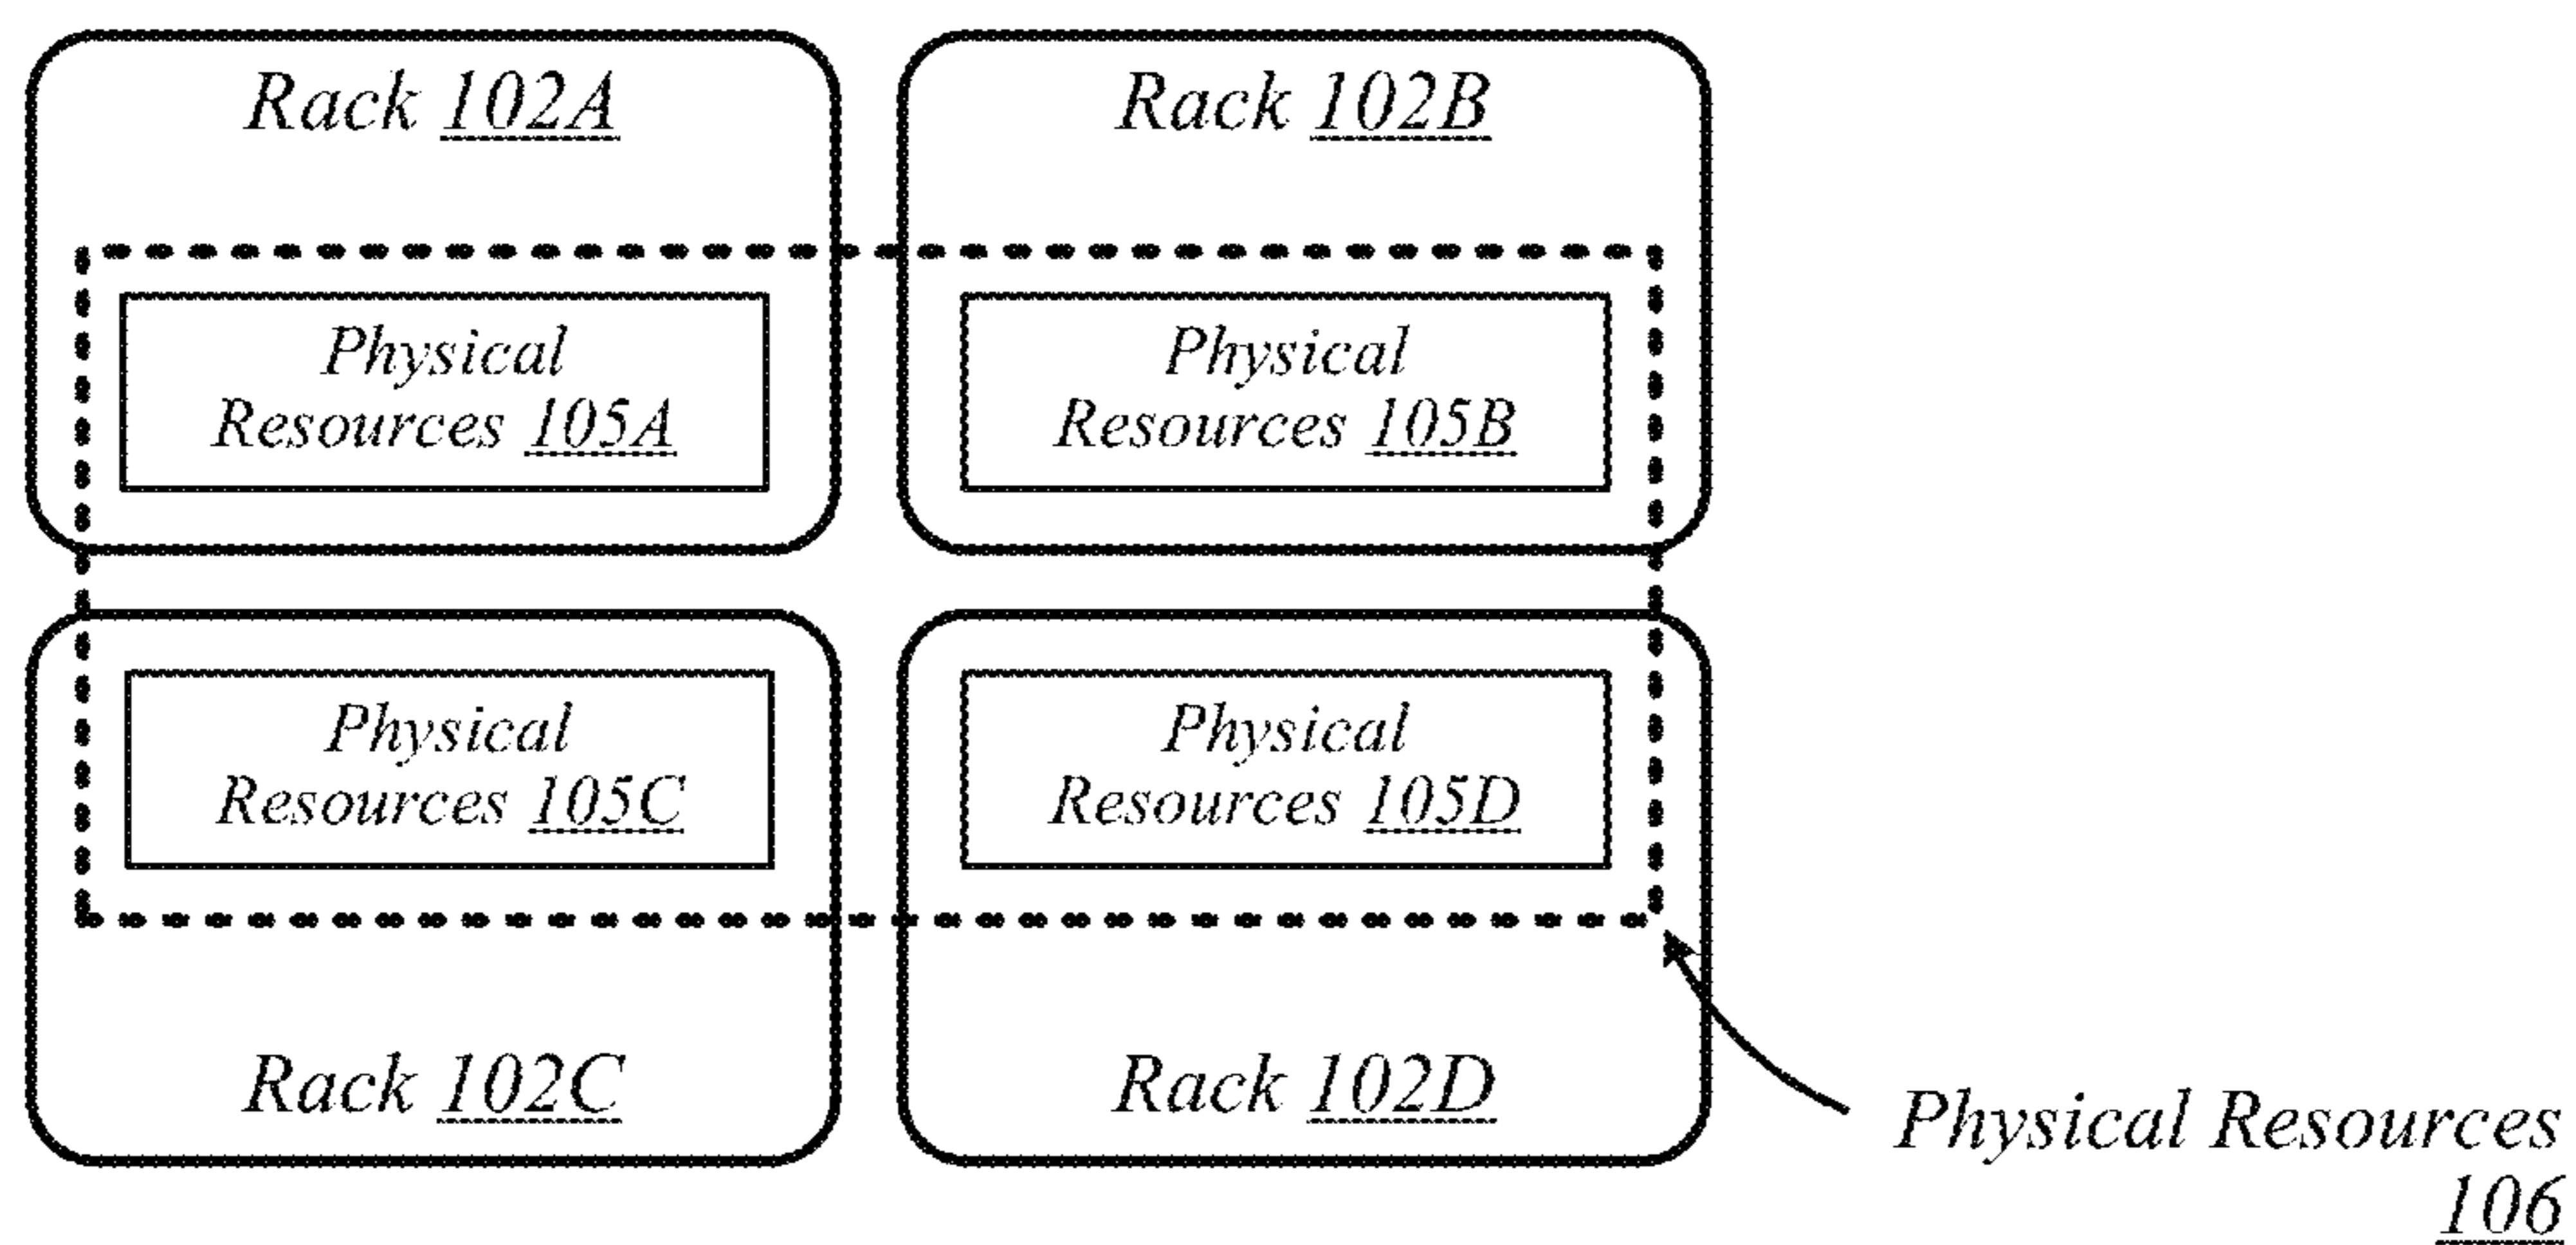 Rack 102A
Rack 102B
Physical
Resources 105A
Physical
Resources 105B
Physical
Resources 105C
Physical
Resources 105D
Rack 102C
Rack 102D
Physical Resources
106